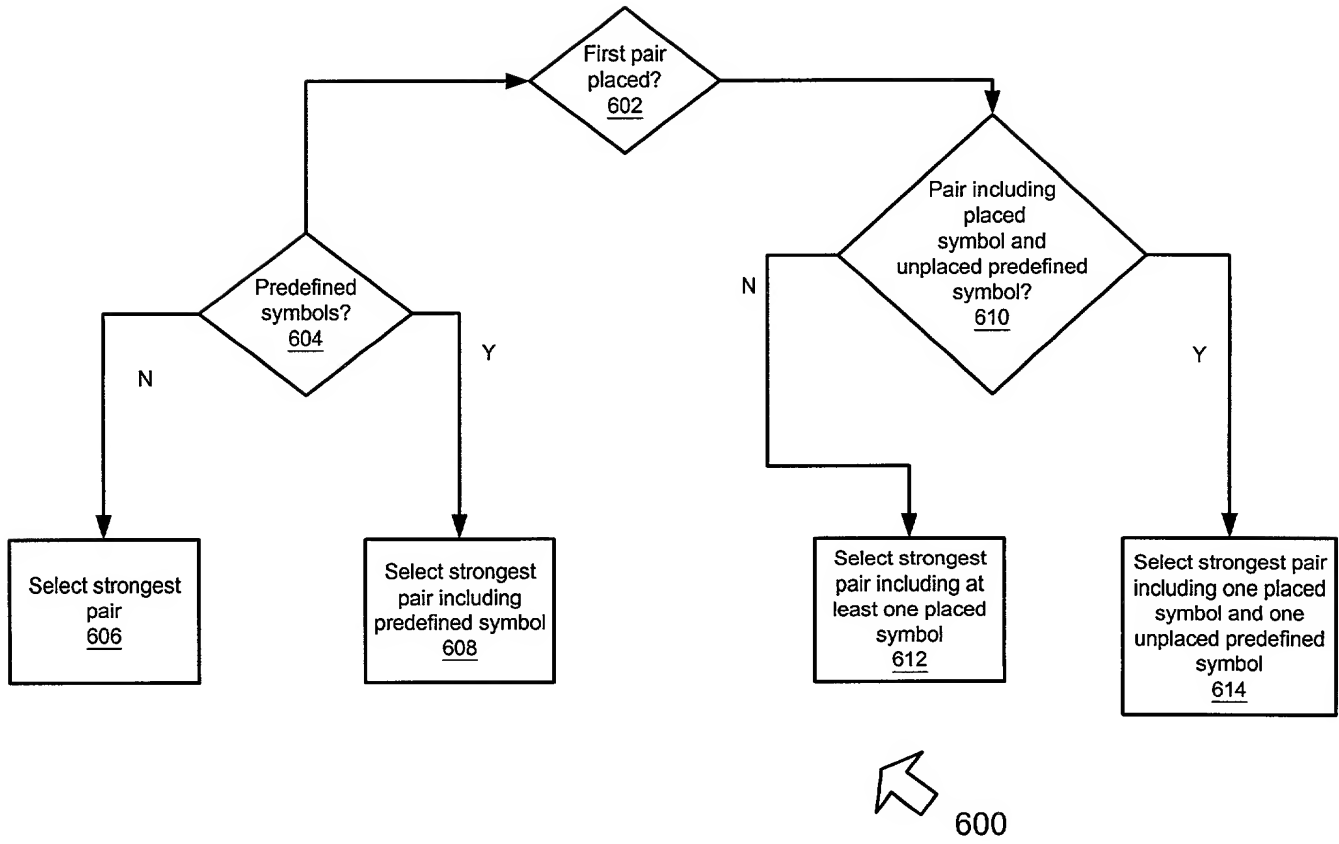 First pair
placed?
602
Pair including
placed
symbol and
unplaced predefined
symbol?
610
N
Y
Predefined
symbols?
604
N
Y
Select strongest
pair
606
Select strongest
pair including
predefined symbol
608
Select strongest
pair including at
least one placed
symbol
612
Select strongest pair
including one placed
symbol and one
unplaced predefined
symbol
614
600